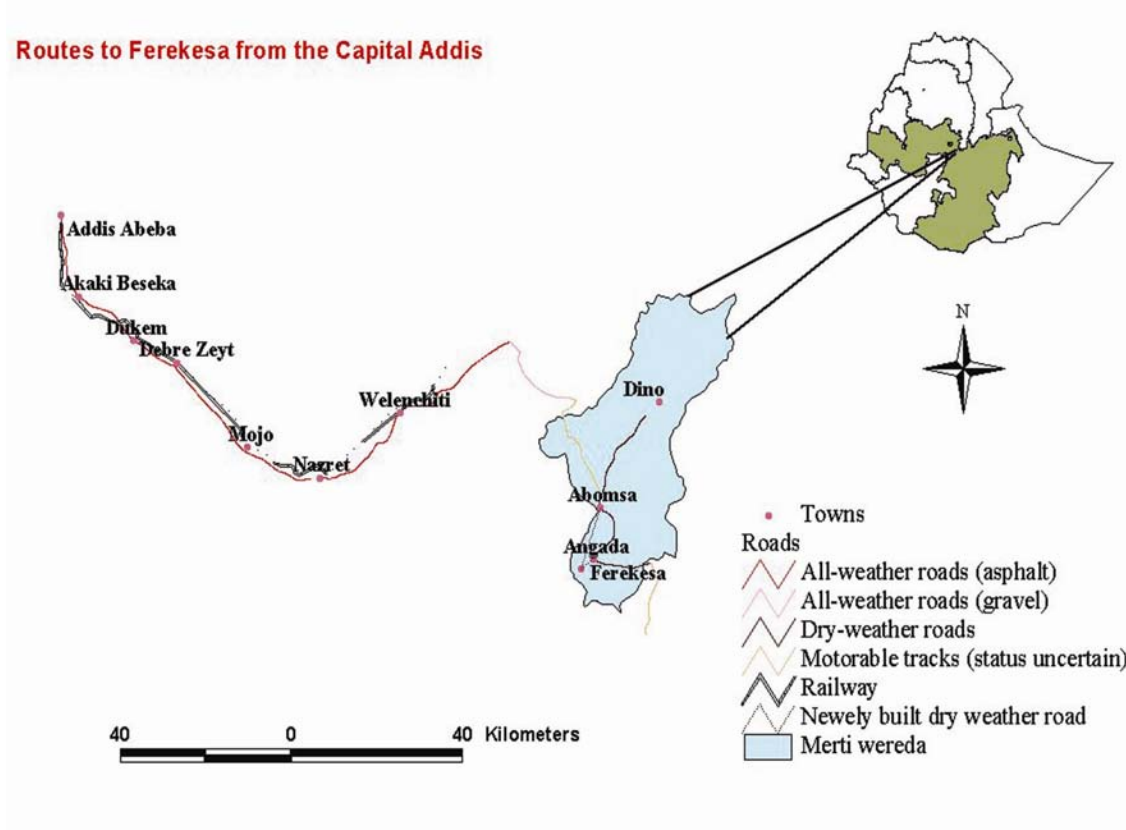 Routes to Ferekesa from the Capital Addis
Addis Abeba
Akaki Beseka
Dukem
Debre Zeyt
Mojo
Nazret
Welenchiti
Dino
Abomsa
Angada
Ferekesa
N
Towns
Roads
All-weather roads (asphalt)
All-weather roads (gravel)
Dry-weather roads
Motorable tracks (status uncertain)
Railway
Newely built dry weather road
Merti wereda
40 0 40 Kilometers